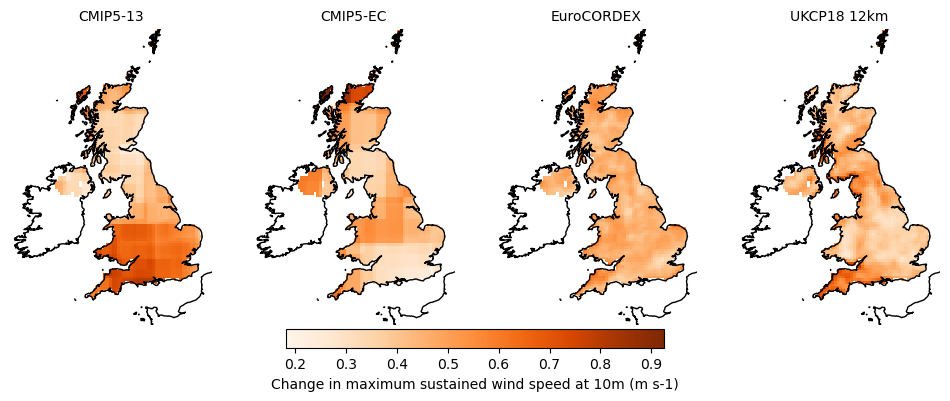 CMIP5-13 CMIP5-EC EuroCORDEX UKCP18 12km
0.2 0.3 0.4 0.5 0.6 0.7 0.8 0.9
Change in maximum sustained wind speed at 10m (m s-1)